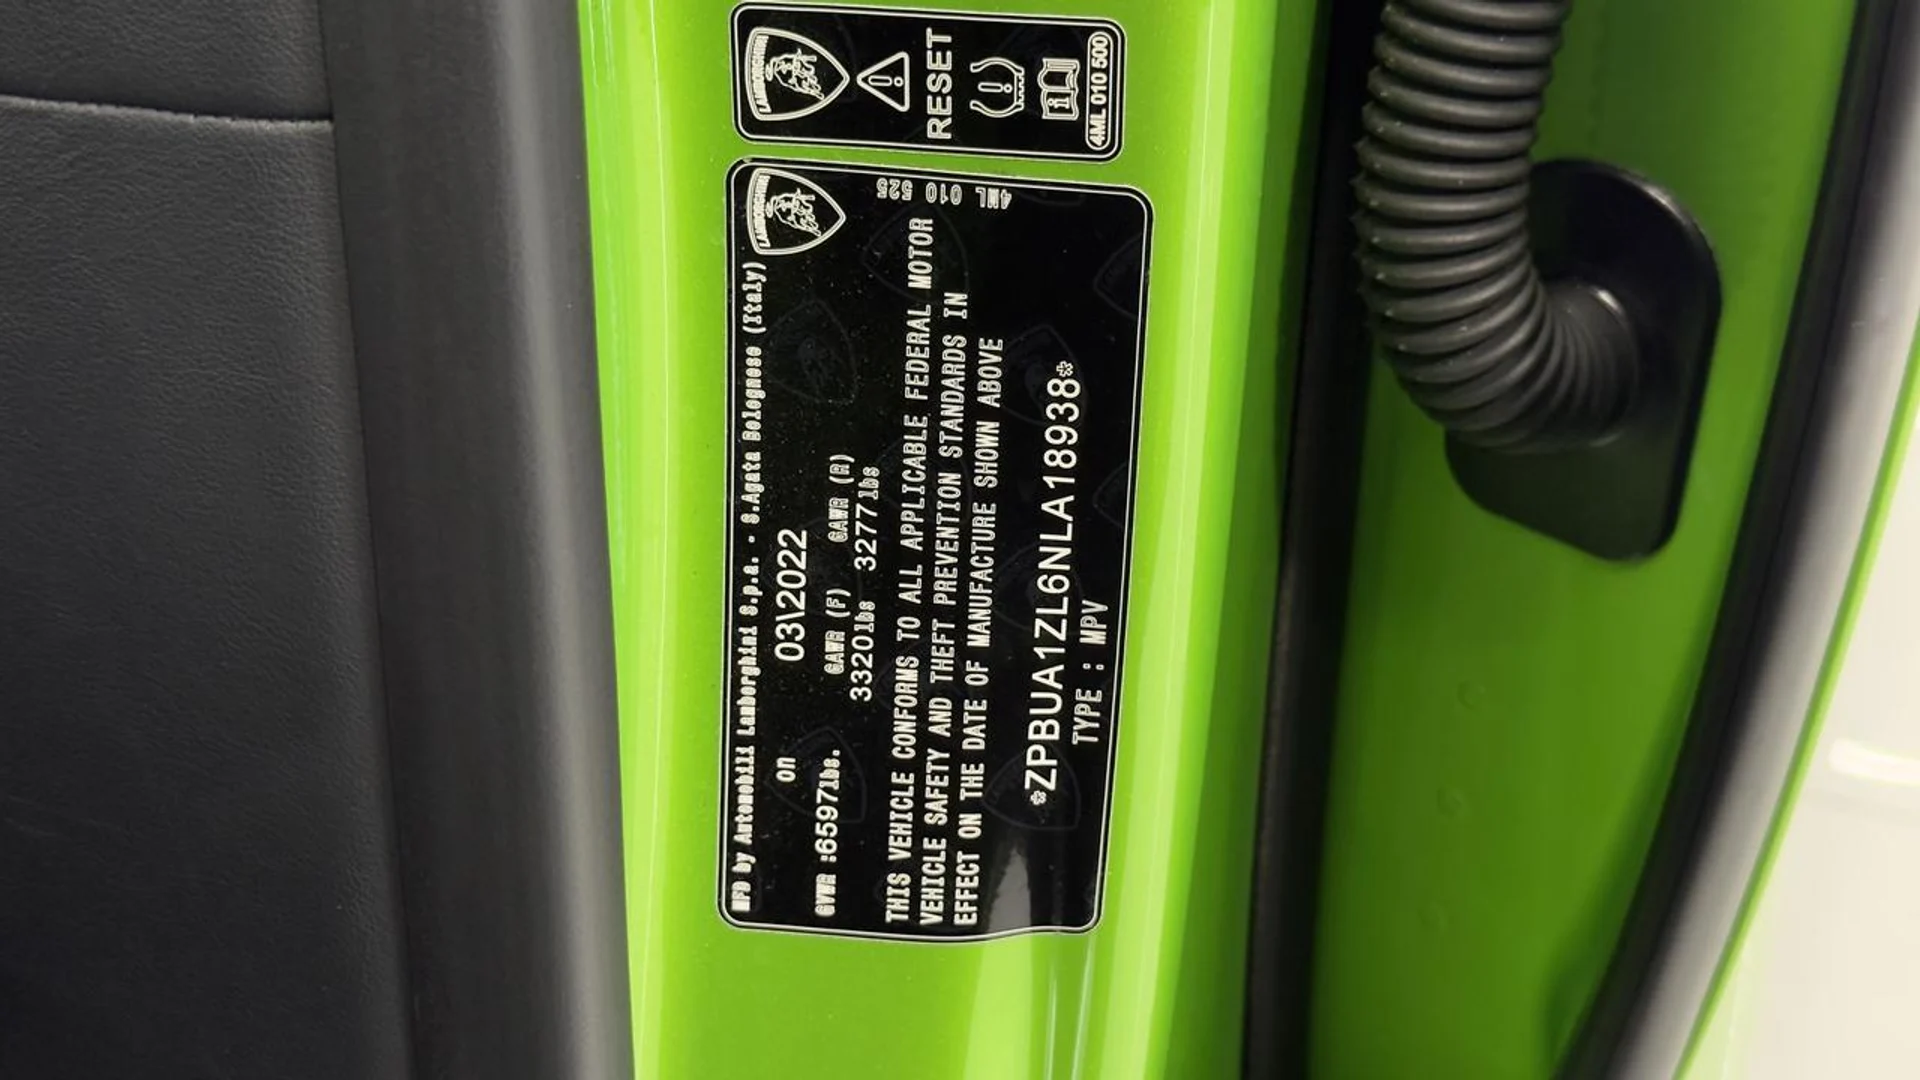 LAMBORGHINI
RESET
4ML 010 500
LAMBORGHINI
4ML 010 525
MFD by Automobili Lamborghini S.p.a. - S.Agata Bolognese (Italy)
on 03\2022
GAWR (F) GAWR (R)
GVWR :6597lbs. 3320lbs 3277lbs
THIS VEHICLE CONFORMS TO ALL APPLICABLE FEDERAL MOTOR
VEHICLE SAFETY AND THEFT PREVENTION STANDARDS IN
EFFECT ON THE DATE OF MANUFACTURE SHOWN ABOVE
*ZPBUA1ZL6NLA18938*
TYPE : MPV